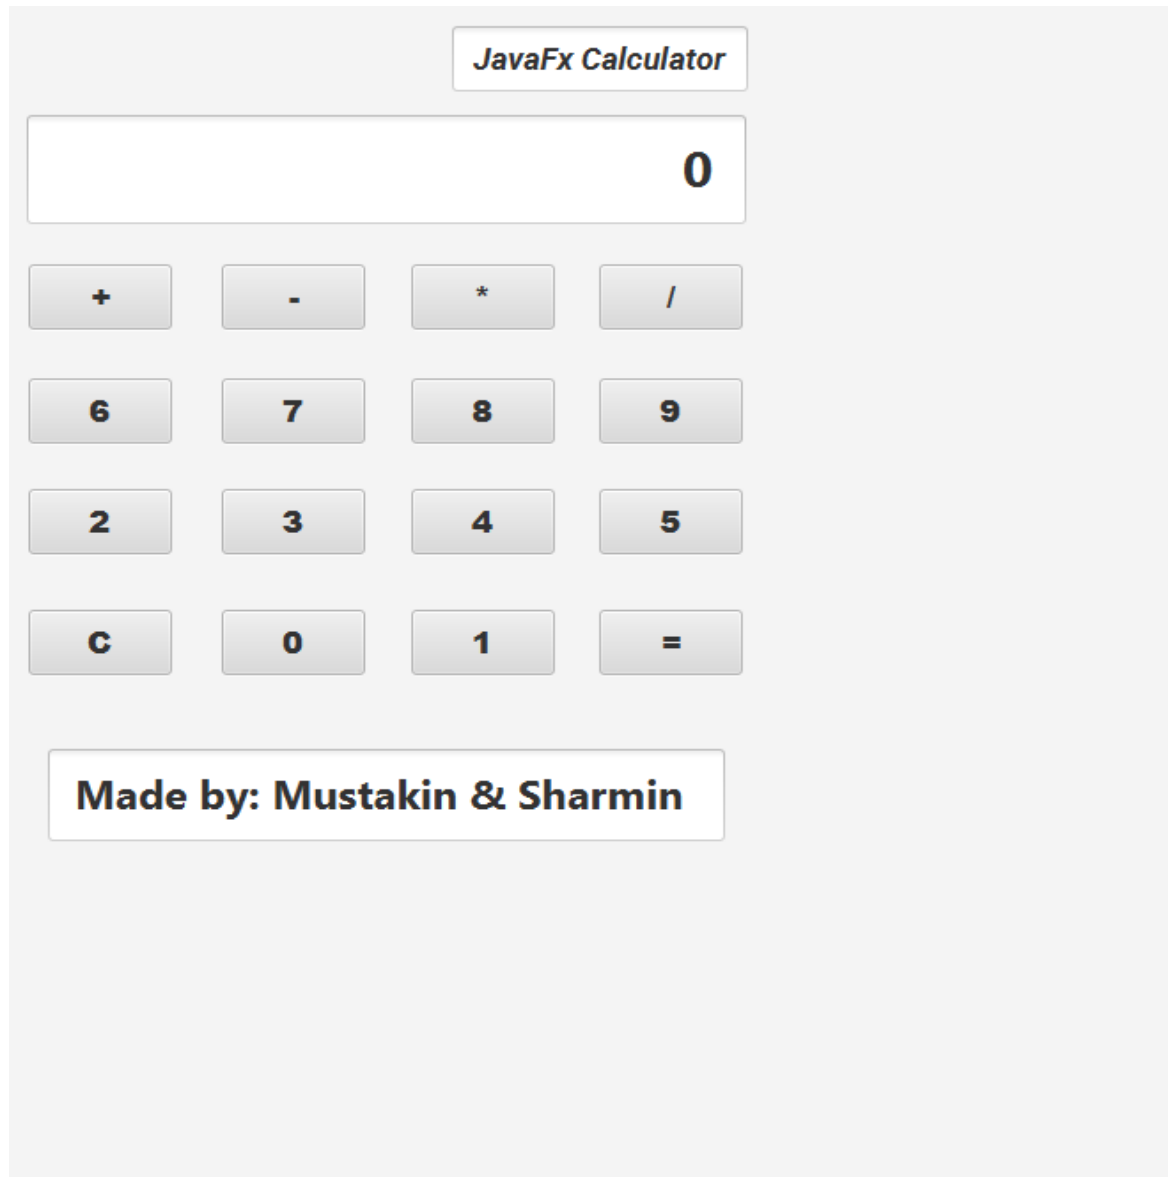 JavaFx Calculator
0
+ - * /
6 7 8 9
2 3 4 5
C 0 1 =
Made by: Mustakin & Sharmin